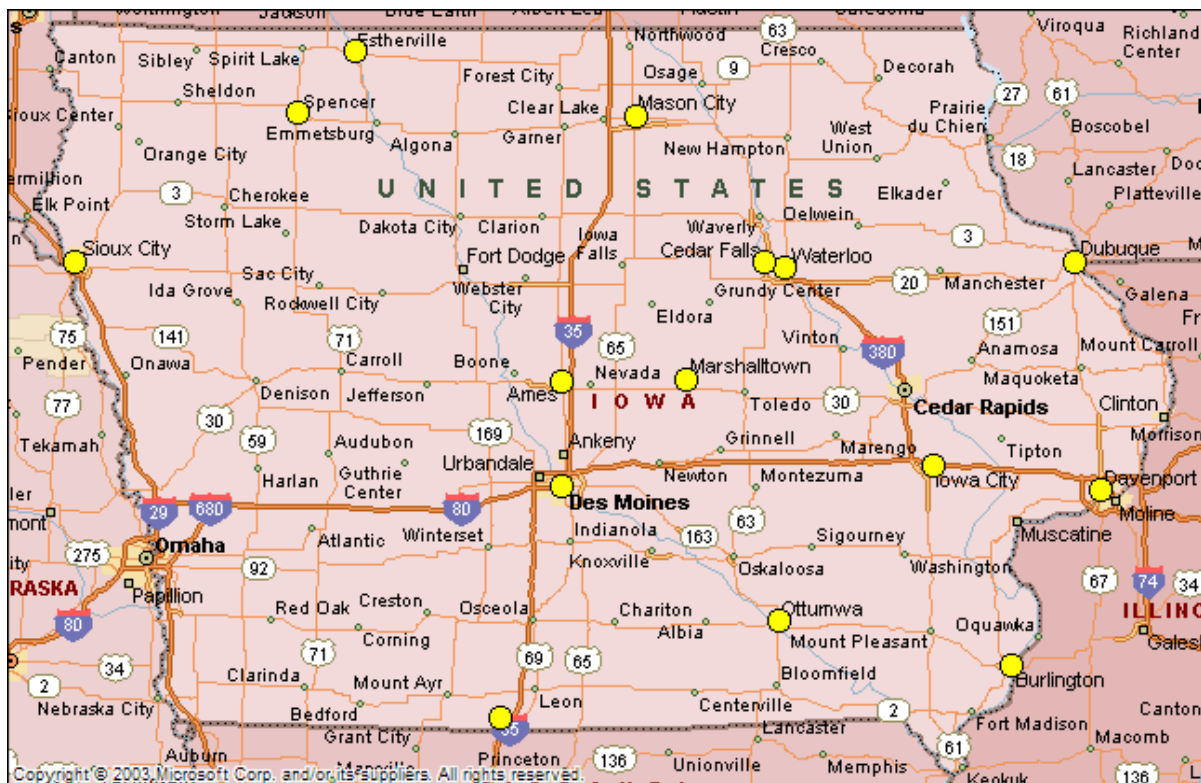 Worthington
Jackson
Blue Earth
Albert Lea
Austin
Caledonia
Viroqua
Richland
Center
s
Canton
Sibley
Spirit Lake
Estherville
Northwood
63
Cresco
Forest City
Osage
9
Decorah
27
61
Sheldon
Spencer
Clear Lake
Mason City
Prairie
du Chien
Boscobel
Sioux Center
Emmetsburg
Algona
Garner
New Hampton
West
Union
18
Orange City
Lancaster
Platteville
ermillion
3
Cherokee
UNITED STATES
Elkader
Elk Point
Storm Lake
Dakota City
Clarion
Iowa
Falls
Waverly
Oelwein
3
Sioux City
Sac City
Fort Dodge
Cedar Falls
Waterloo
Dubuque
Ida Grove
Rockwell City
Webster
City
Grundy Center
20
Manchester
Galena
75
141
71
35
65
Eldora
Vinton
380
151
Mount Carroll
Pender
Onawa
Carroll
Boone
Nevada
Marshalltown
Anamosa
Maquoketa
77
Denison
Jefferson
Ames
IOWA
Toledo
30
Cedar Rapids
Clinton
30
59
169
Ankeny
Grinnell
Marengo
Tipton
Morrison
Tekamah
Audubon
Urbandale
Harlan
Guthrie
Center
Newton
Montezuma
Iowa City
Davenport
29
680
80
Des Moines
Moline
mont
275
Omaha
Atlantic
Winterset
Indianola
163
63
Sigourney
Muscatine
92
Knoxville
Oskaloosa
Washington
67
74
34
RASKA
Papillion
80
Red Oak
Creston
Osceola
Chariton
Ottumwa
ILLINO
Corning
Albia
Mount Pleasant
Oquawka
Galesb
34
71
69
65
2
Clarinda
Mount Ayr
Bloomfield
Burlington
Nebraska City
Bedford
Leon
Centerville
2
Fort Madison
Canton
Grant City
35
Lancaster
61
Macomb
Auburn
Maryville
Princeton
136
Unionville
Memphis
Keokuk
136
Copyright © 2003 Microsoft Corp. and/or its suppliers. All rights reserved.